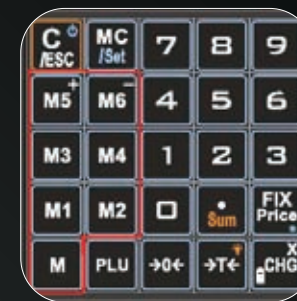 C MC 7 8 9
/ESC /Set
M5 + M6 − 4 5 6
M3 M4 1 2 3
M1 M2 0 . FIX
Sum Price
M PLU →0← →T← X
CHG